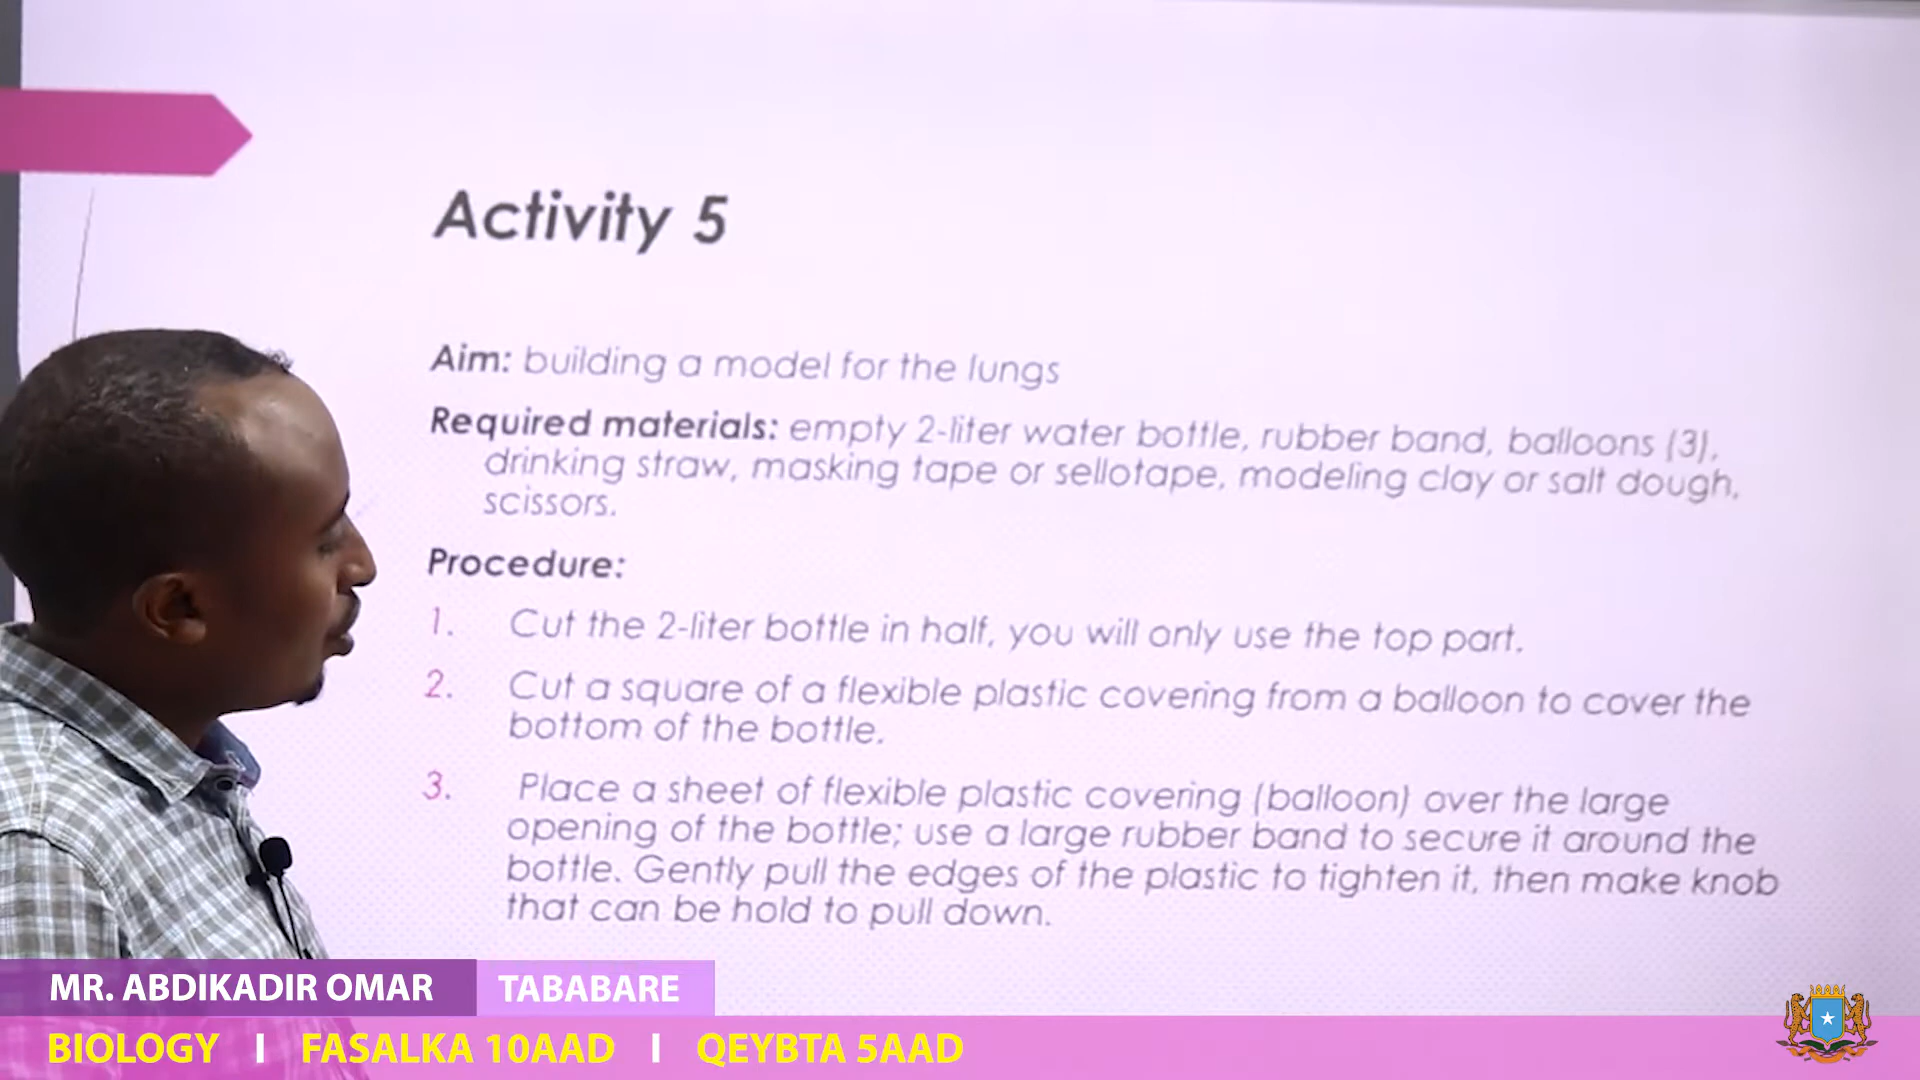 Activity 5
Aim: building a model for the lungs
Required materials: empty 2-liter water bottle, rubber band, balloons (3),
drinking straw, masking tape or sellotape, modeling clay or salt dough,
scissors.
Procedure:
1. Cut the 2-liter bottle in half, you will only use the top part.
2. Cut a square of a flexible plastic covering from a balloon to cover the
bottom of the bottle.
3. Place a sheet of flexible plastic covering (balloon) over the large
opening of the bottle; use a large rubber band to secure it around the
bottle. Gently pull the edges of the plastic to tighten it, then make knob
that can be hold to pull down.
MR. ABDIKADIR OMAR TABABARE
BIOLOGY I FASALKA 10AAD I QEYBTA 5AAD